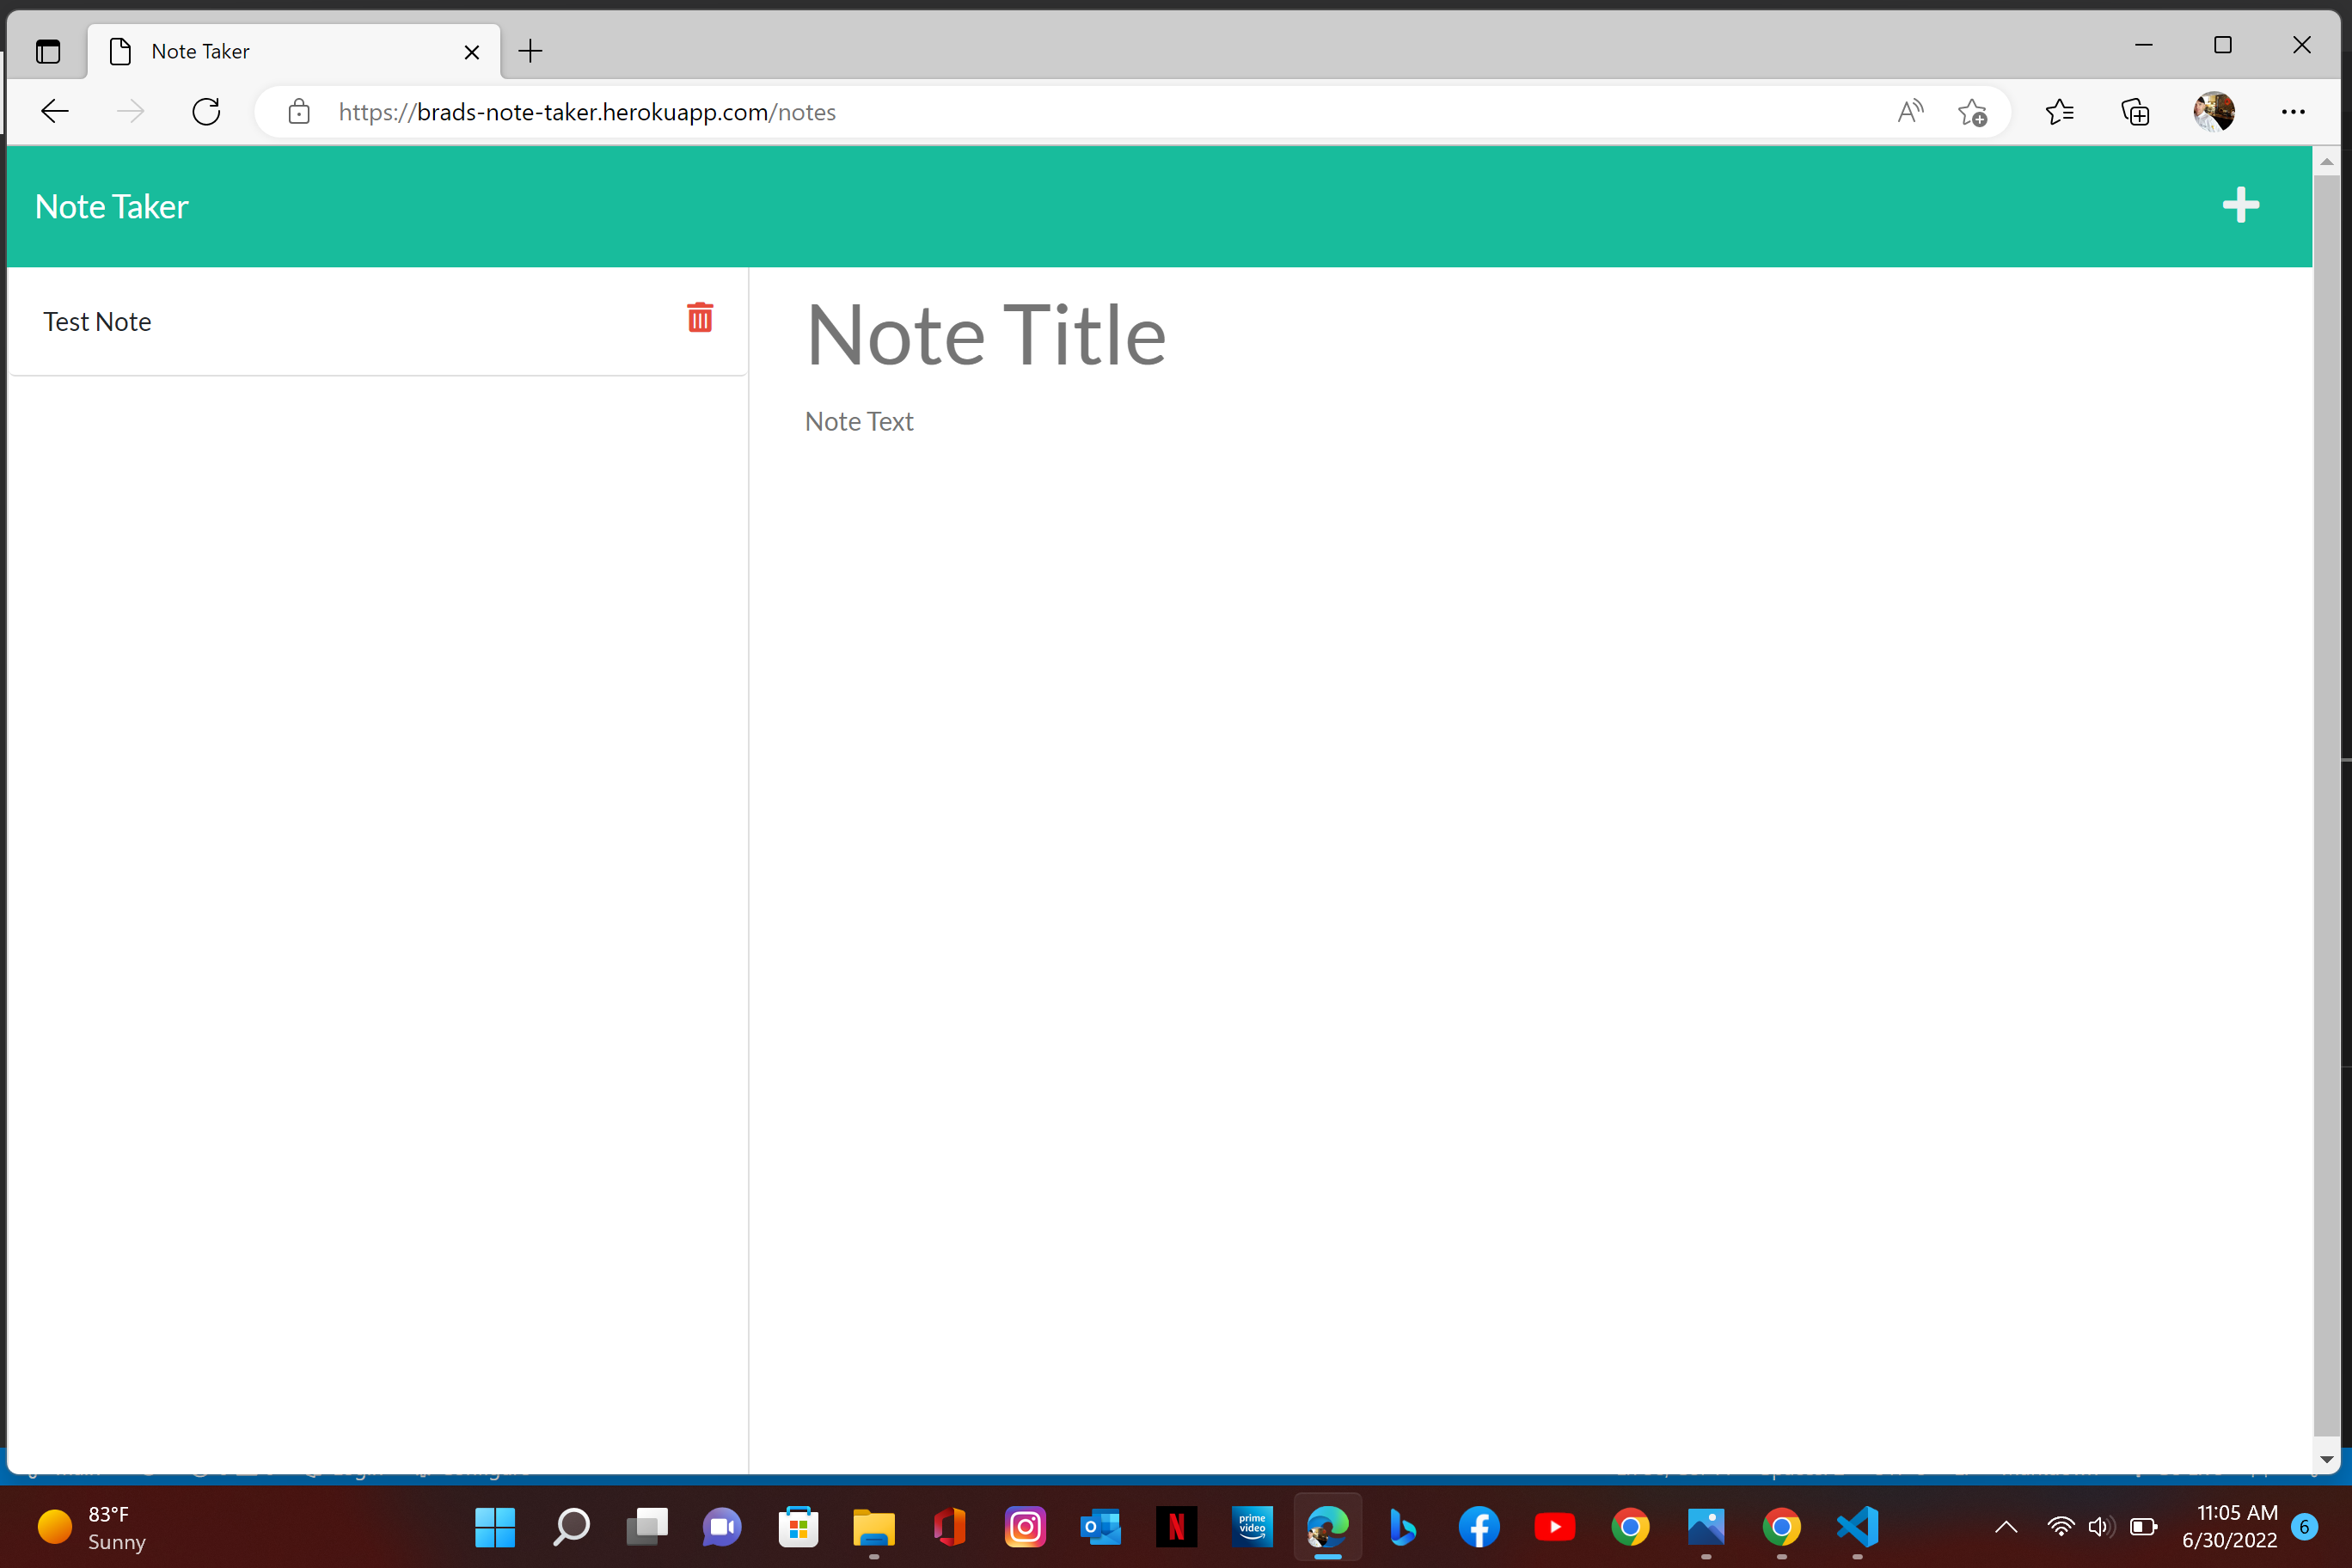 Note Taker
https://brads-note-taker.herokuapp.com/notes
Note Taker
Test Note
Note Title
Note Text
83°F
Sunny
prime video
11:05 AM
6/30/2022
6